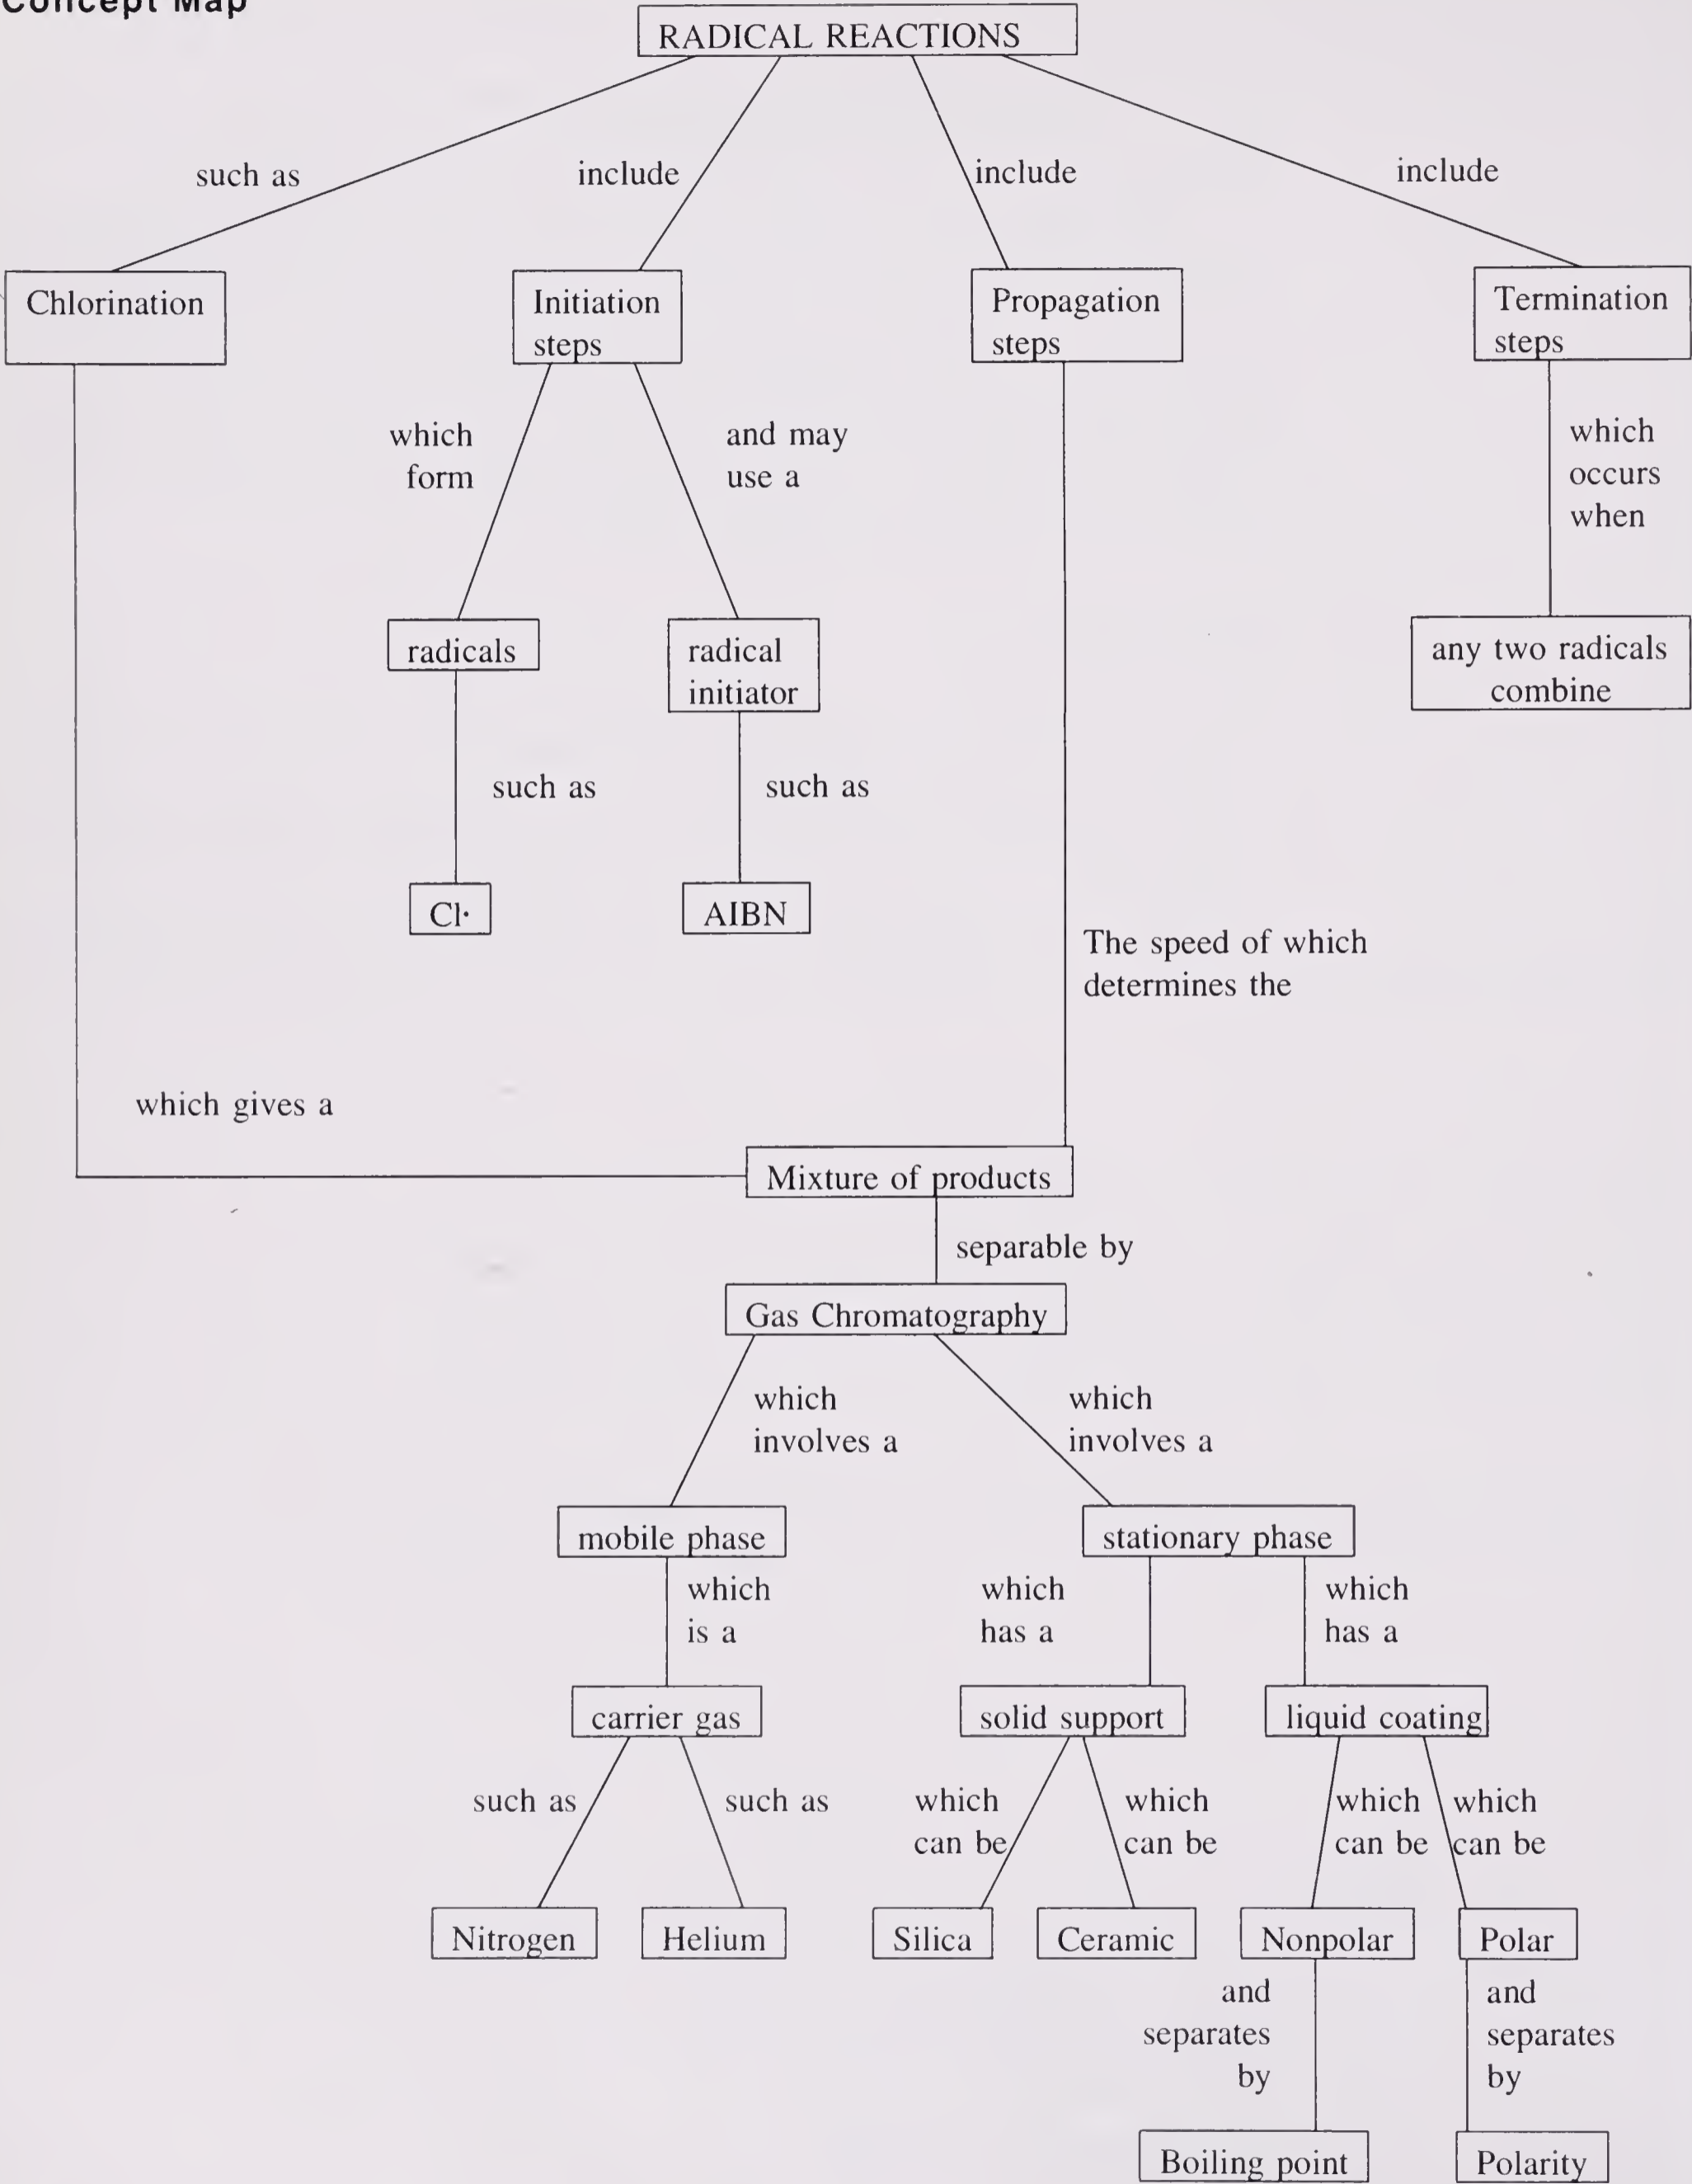 Concept Map
RADICAL REACTIONS
such as
include
include
include
Chlorination
Initiation
steps
Propagation
steps
Termination
steps
which
form
and may
use a
which
occurs
when
radicals
radical
initiator
any two radicals
combine
such as
such as
Cl·
AIBN
The speed of which
determines the
which gives a
Mixture of products
separable by
Gas Chromatography
which
involves a
which
involves a
mobile phase
stationary phase
which
is a
which
has a
which
has a
carrier gas
solid support
liquid coating
such as
such as
which
can be
which
can be
which
can be
which
can be
Nitrogen
Helium
Silica
Ceramic
Nonpolar
Polar
and
separates
by
and
separates
by
Boiling point
Polarity